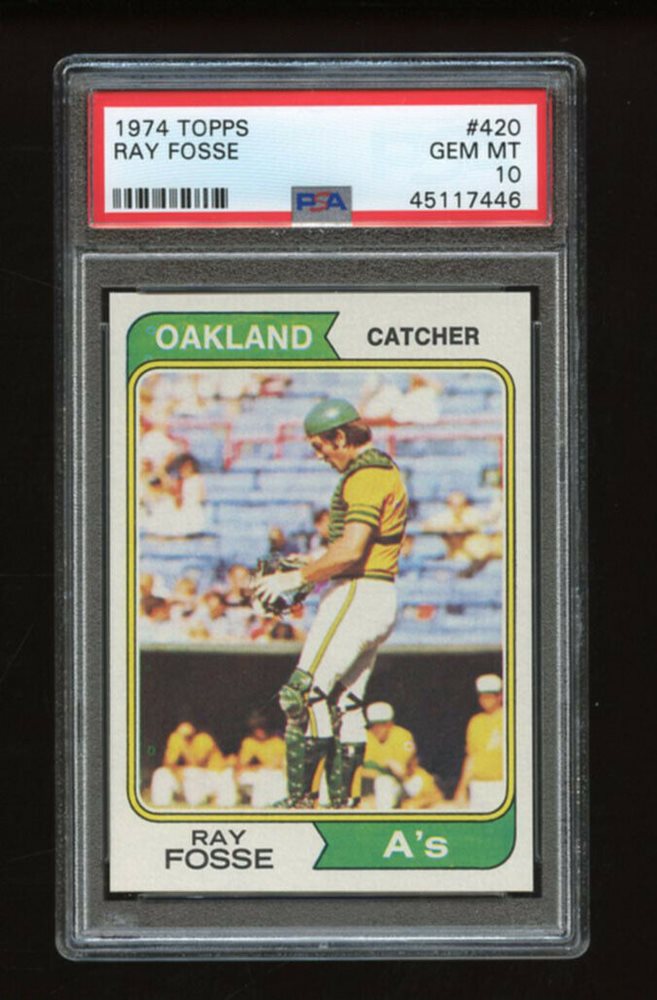 1974 TOPPS #420
RAY FOSSE GEM MT
10
PSA 45117446
OAKLAND CATCHER
RAY
FOSSE A's